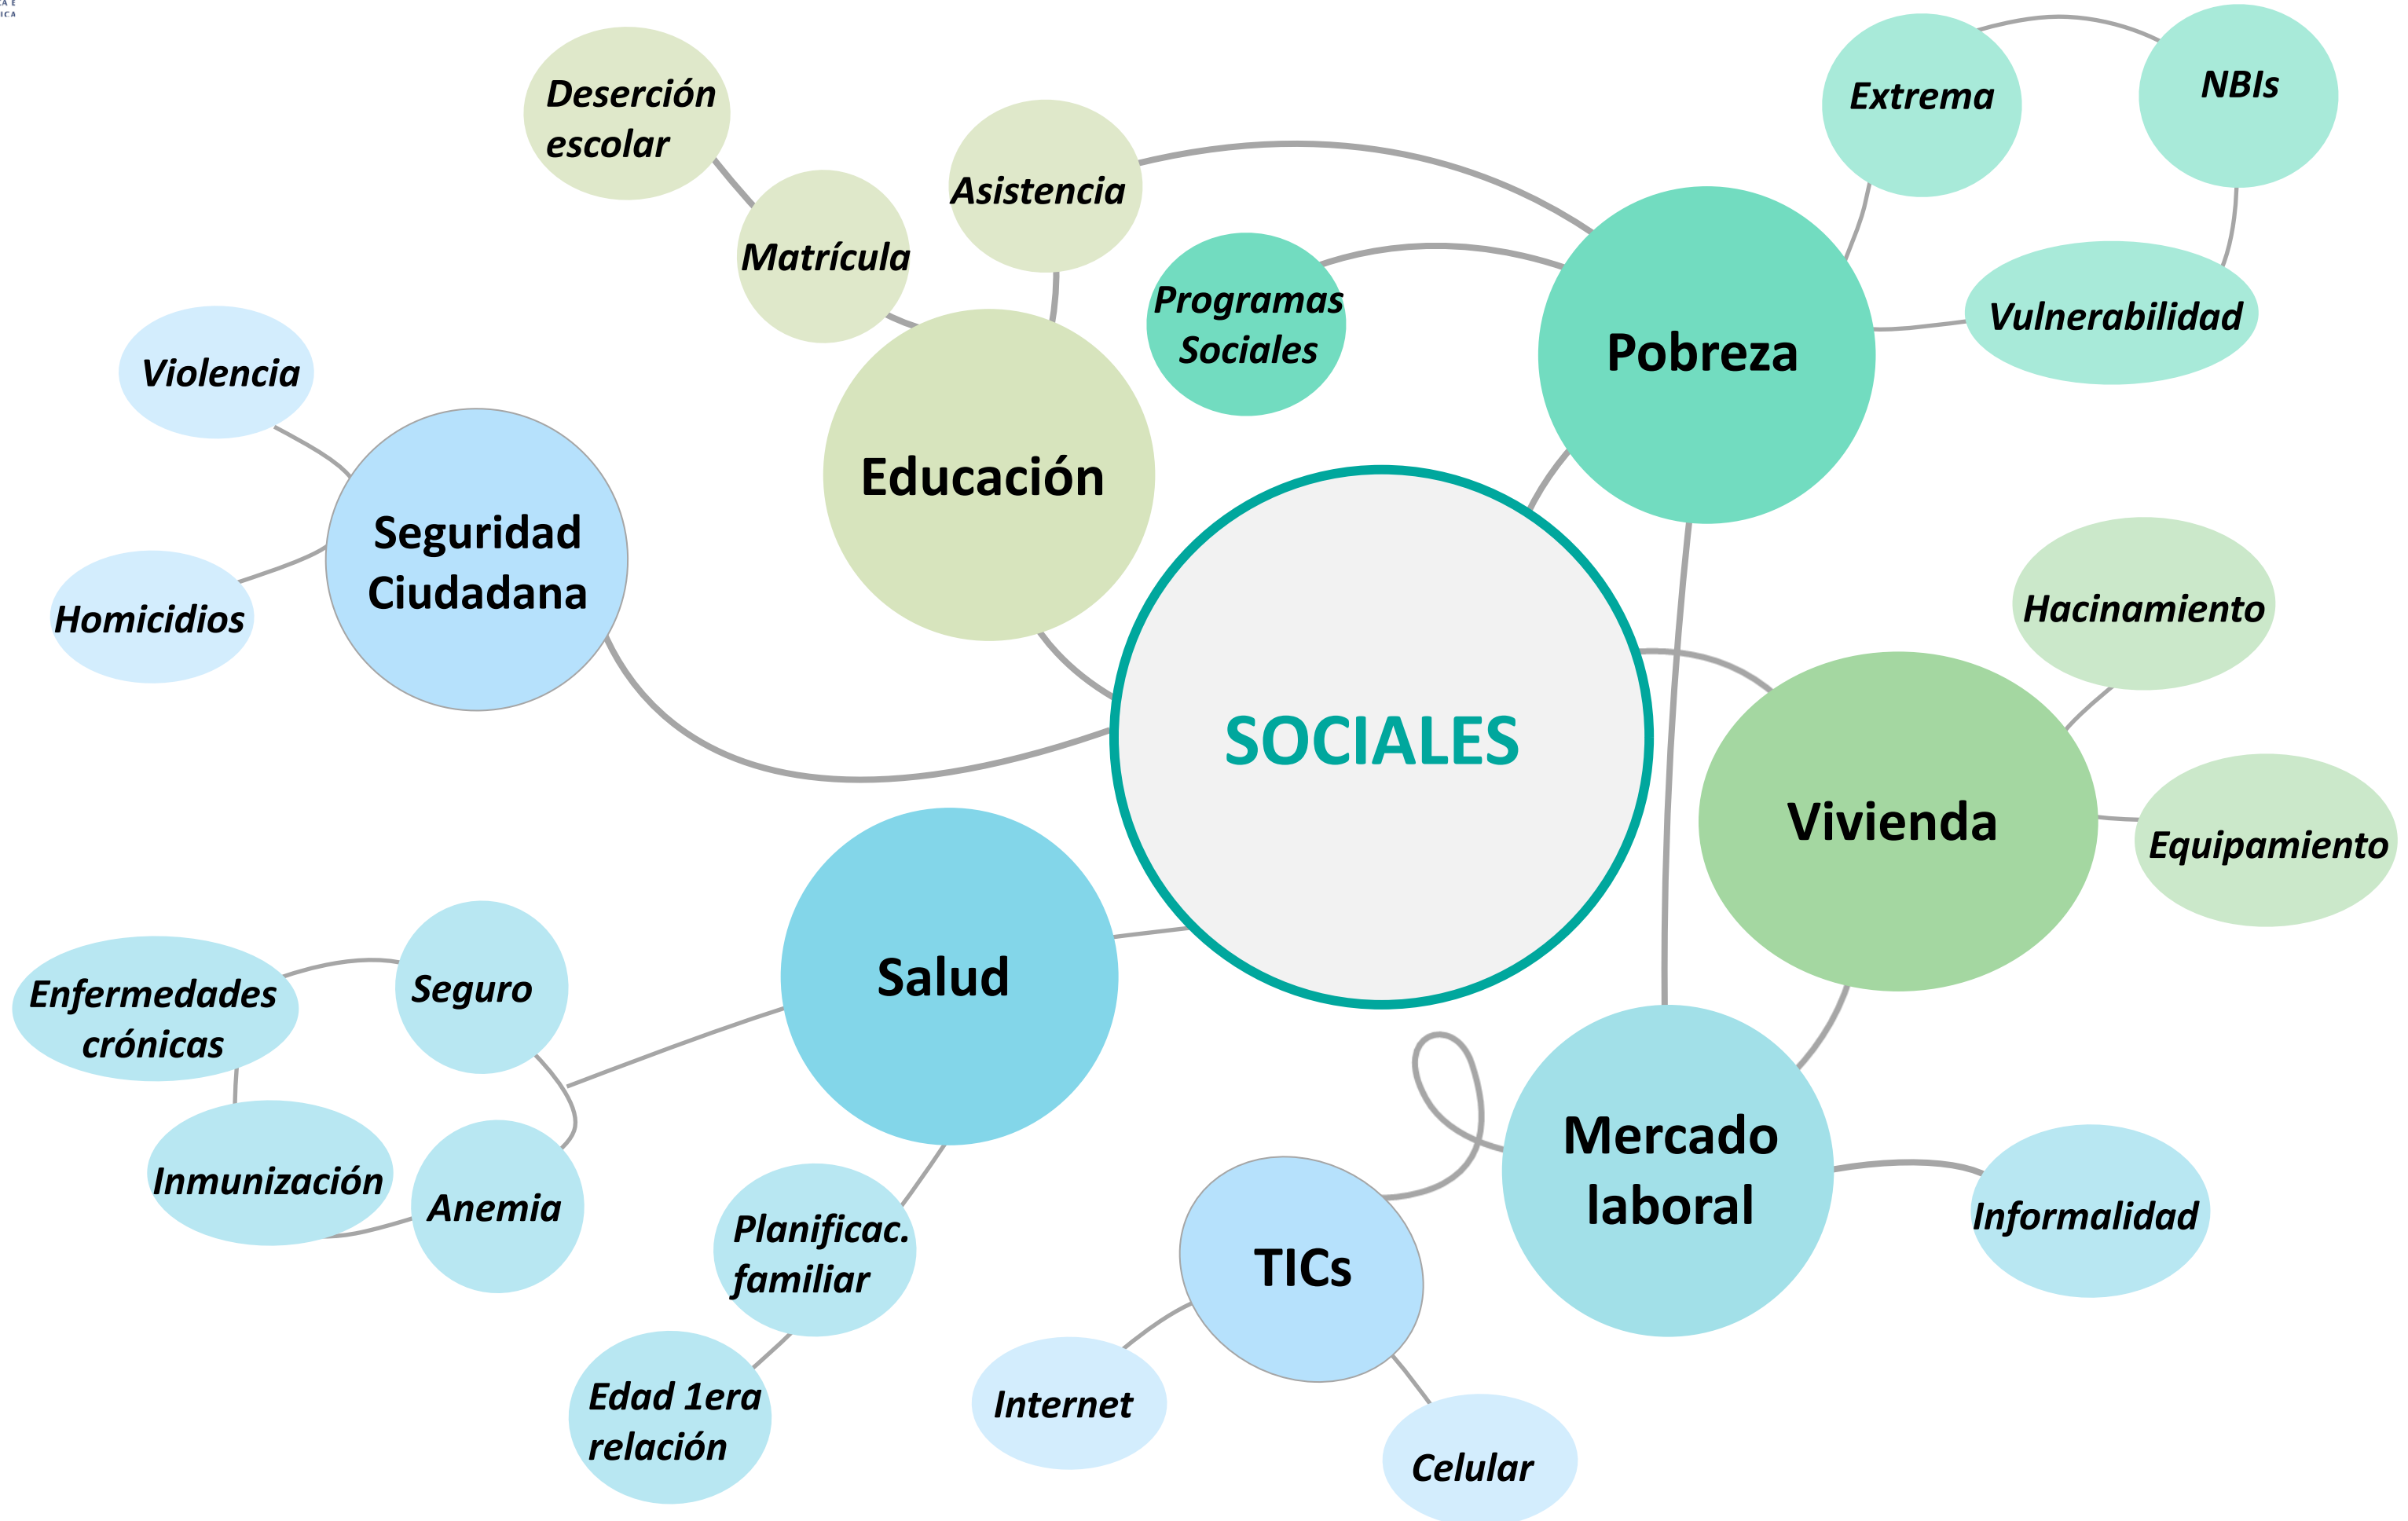 Deserción
escolar
Matrícula
Asistencia
Programas
Sociales
Extrema
NBIs
Vulnerabilidad
Pobreza
Educación
Violencia
Homicidios
Seguridad
Ciudadana
SOCIALES
Hacinamiento
Equipamiento
Vivienda
Salud
Seguro
Enfermedades
crónicas
Inmunización
Anemia
Planificac.
familiar
Edad 1era
relación
Mercado
laboral
Informalidad
TICs
Internet
Celular